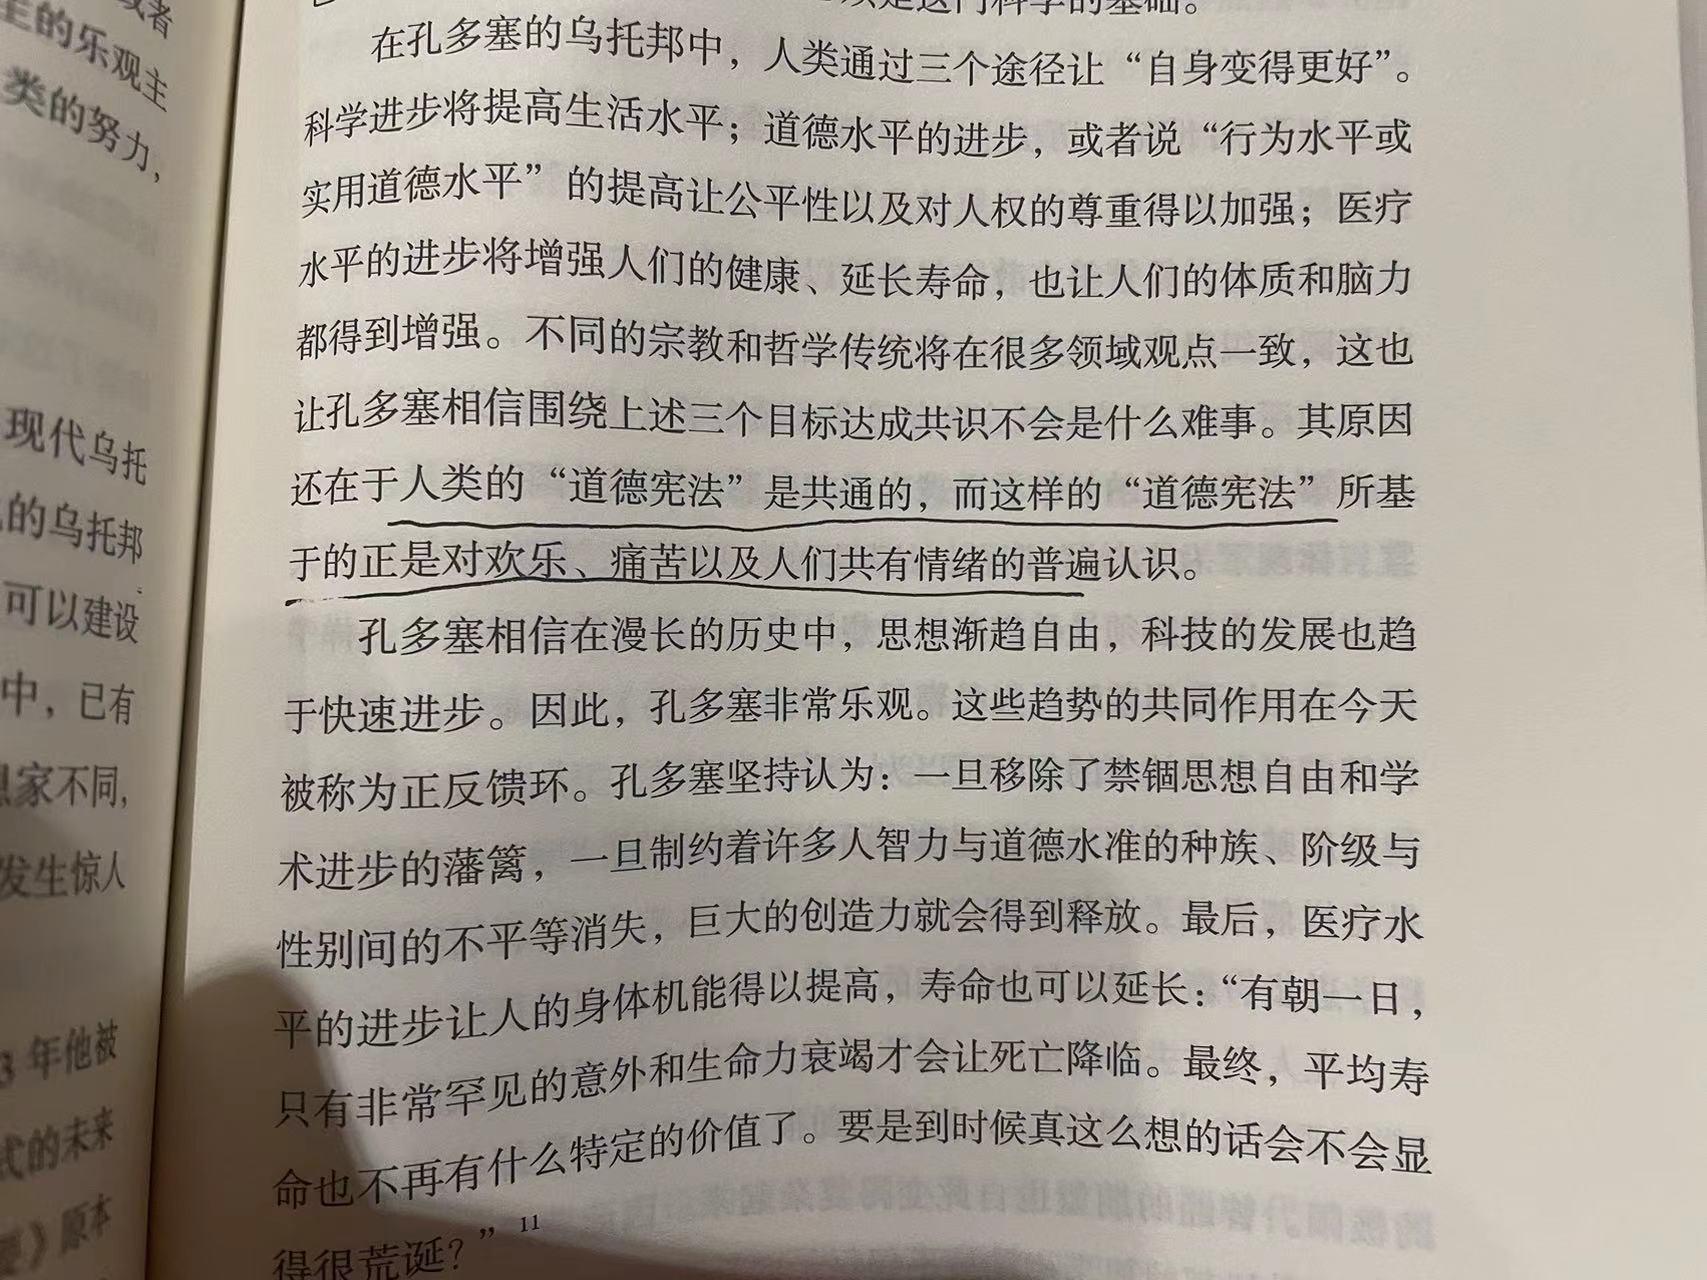 或者
主的乐观主
类的努力，
现代乌托
的乌托邦
可以建设
中，已有
家不同，
发生惊人
3 年他被
式的未来
》原本
是这门科学的基础。
在孔多塞的乌托邦中，人类通过三个途径让“自身变得更好”。
科学进步将提高生活水平；道德水平的进步，或者说“行为水平或
实用道德水平”的提高让公平性以及对人权的尊重得以加强；医疗
水平的进步将增强人们的健康、延长寿命，也让人们的体质和脑力
都得到增强。不同的宗教和哲学传统将在很多领域观点一致，这也
让孔多塞相信围绕上述三个目标达成共识不会是什么难事。其原因
还在于人类的“道德宪法”是共通的，而这样的“道德宪法”所基
于的正是对欢乐、痛苦以及人们共有情绪的普遍认识。
孔多塞相信在漫长的历史中，思想渐趋自由，科技的发展也趋
于快速进步。因此，孔多塞非常乐观。这些趋势的共同作用在今天
被称为正反馈环。孔多塞坚持认为：一旦移除了禁锢思想自由和学
术进步的藩篱，一旦制约着许多人智力与道德水准的种族、阶级与
性别间的不平等消失，巨大的创造力就会得到释放。最后，医疗水
平的进步让人的身体机能得以提高，寿命也可以延长：“有朝一日，
只有非常罕见的意外和生命力衰竭才会让死亡降临。最终，平均寿
命也不再有什么特定的价值了。要是到时候真这么想的话会不会显
得很荒诞？”11